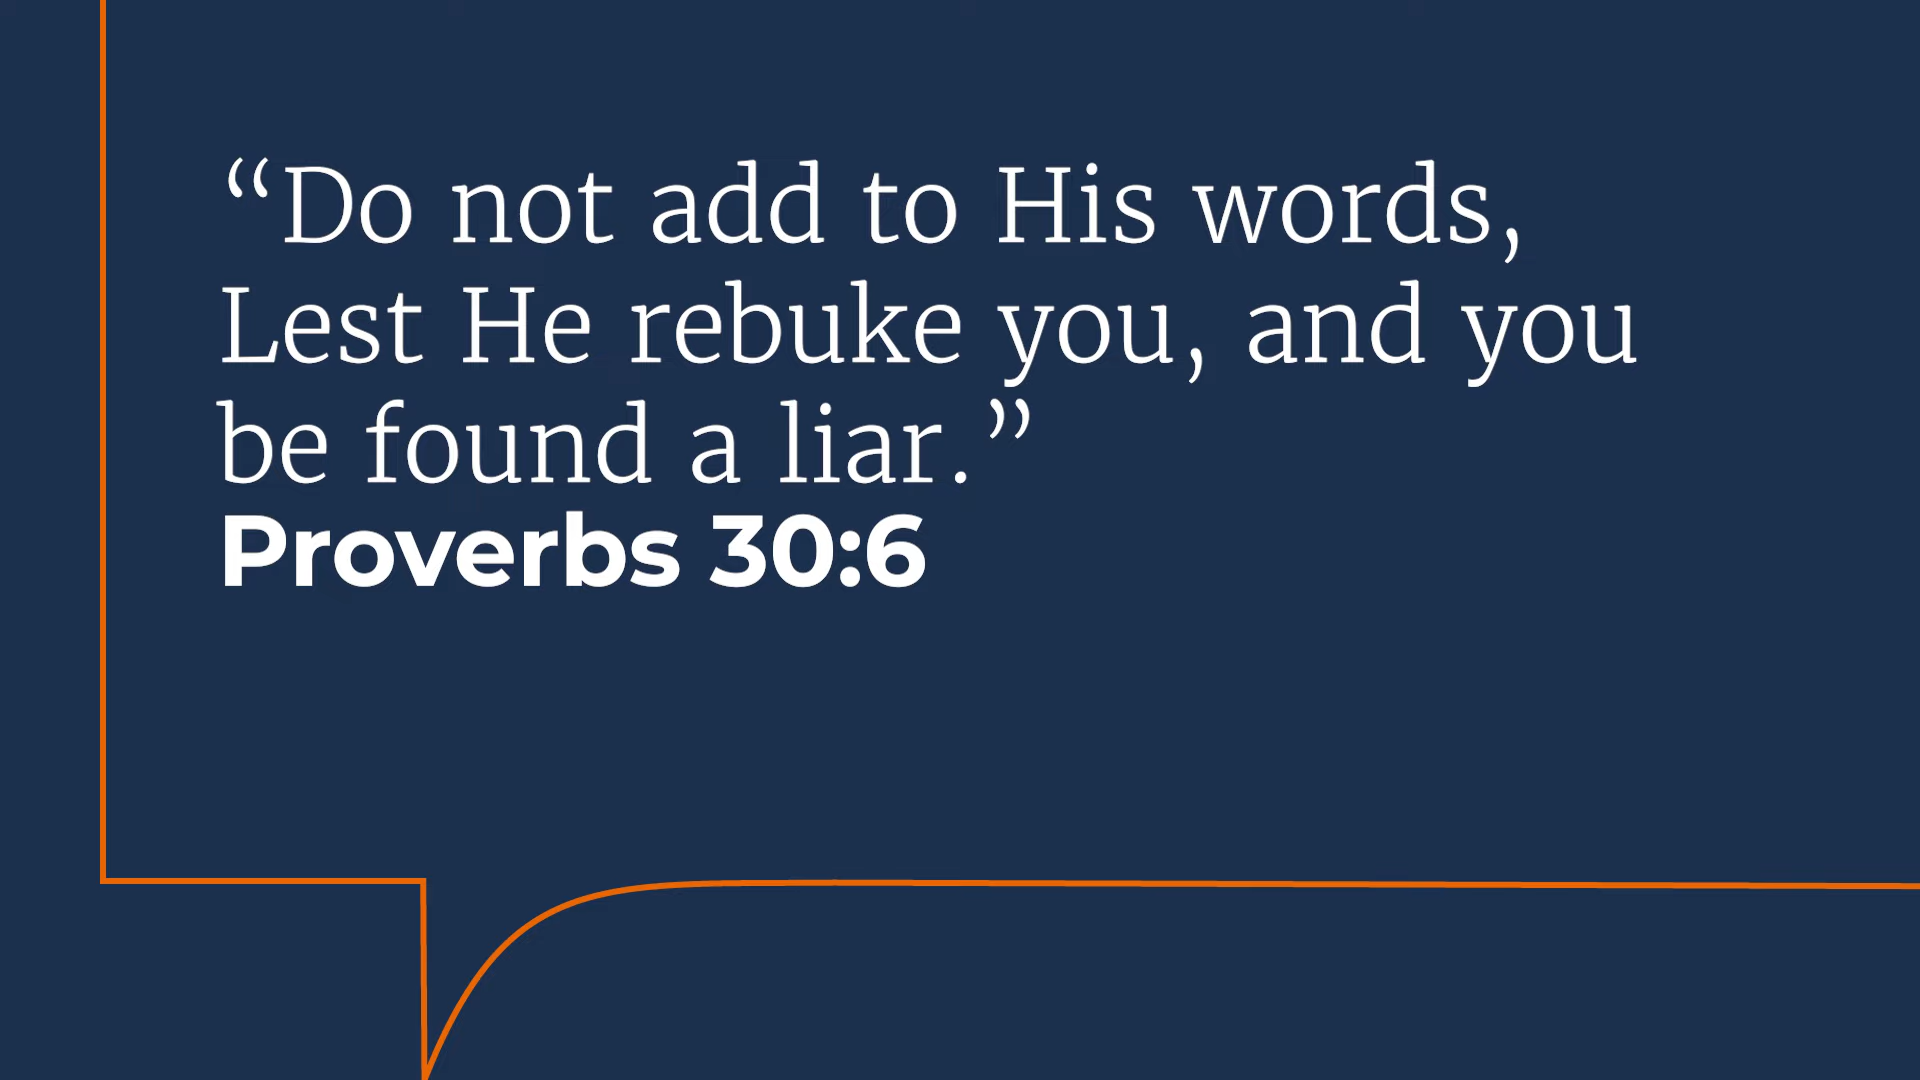 “Do not add to His words,
Lest He rebuke you, and you
be found a liar.”
Proverbs 30:6